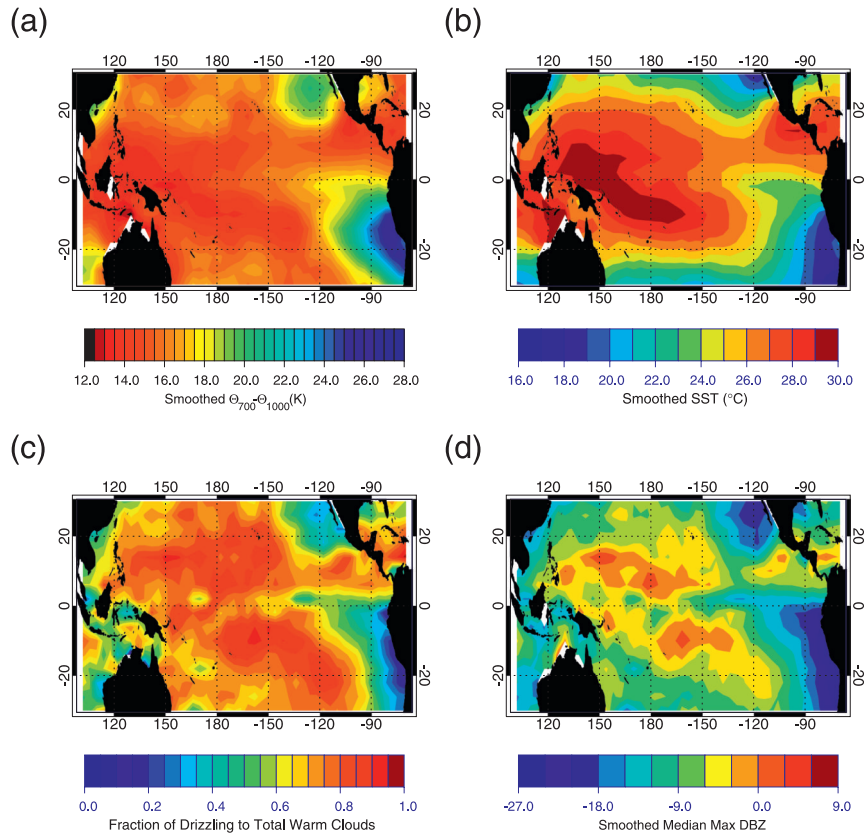 (a)
(b)
120 150 180 -150 -120 -90
120 150 180 -150 -120 -90
20 20 20 20
0 0 0 0
-20 -20 -20 -20
120 150 180 -150 -120 -90
120 150 180 -150 -120 -90
12.0 14.0 16.0 18.0 20.0 22.0 24.0 26.0 28.0
Smoothed Θ700-Θ1000(K)
16.0 18.0 20.0 22.0 24.0 26.0 28.0 30.0
Smoothed SST (°C)
(c)
(d)
120 150 180 -150 -120 -90
120 150 180 -150 -120 -90
20 20 20 20
0 0 0 0
-20 -20 -20 -20
120 150 180 -150 -120 -90
120 150 180 -150 -120 -90
0.0 0.2 0.4 0.6 0.8 1.0
Fraction of Drizzling to Total Warm Clouds
-27.0 -18.0 -9.0 0.0 9.0
Smoothed Median Max DBZ